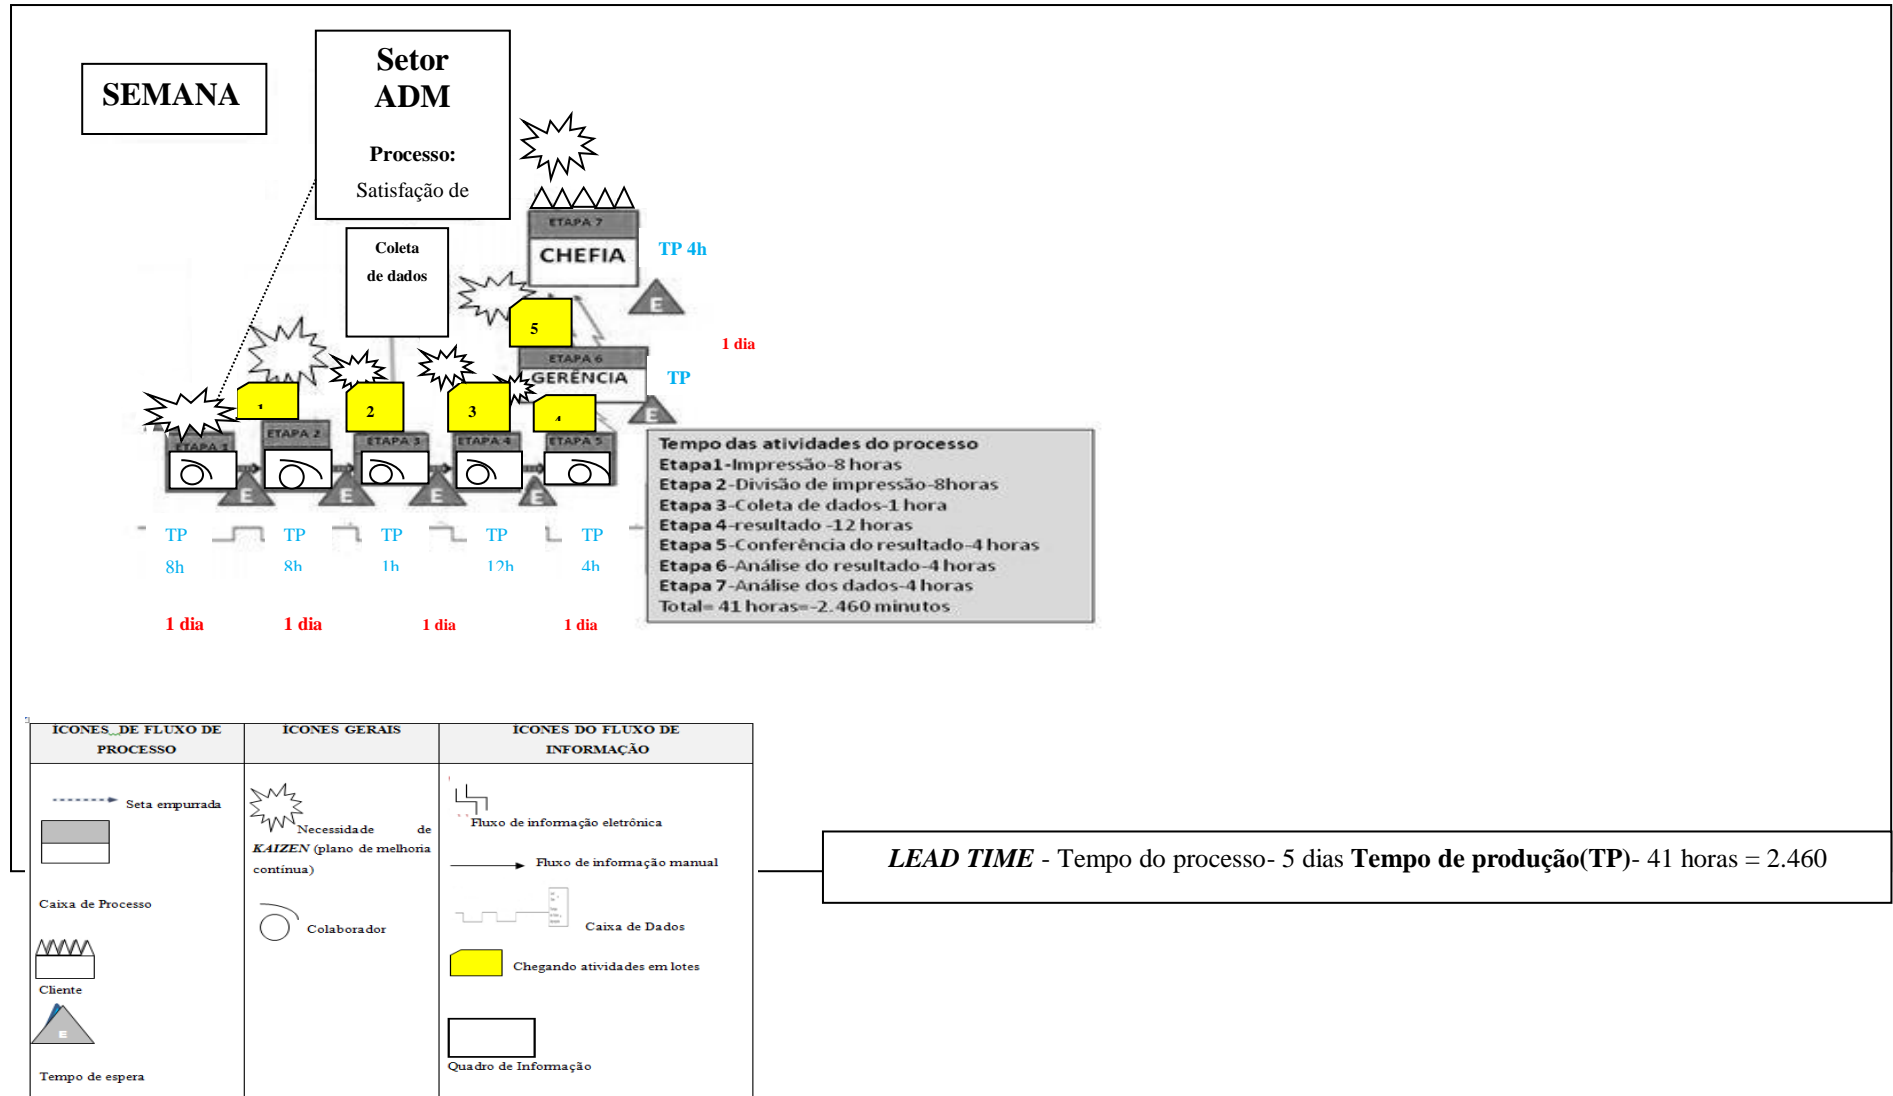 SEMANA
Setor
ADM
Processo:
Satisfação de
Coleta
de dados
ETAPA 7
CHEFIA
TP 4h
E
5
1 dia
ETAPA 6
GERÊNCIA
TP
E
1
2
3
4
ETAPA 1
ETAPA 2
ETAPA 3
ETAPA 4
ETAPA 5
E
E
E
E
TP
8h
TP
8h
TP
1h
TP
12h
TP
4h
1 dia
1 dia
1 dia
1 dia
Tempo das atividades do processo
Etapa1-Impressão-8 horas
Etapa 2-Divisão de impressão-8horas
Etapa 3-Coleta de dados-1 hora
Etapa 4-resultado -12 horas
Etapa 5-Conferência do resultado-4 horas
Etapa 6-Análise do resultado-4 horas
Etapa 7-Análise dos dados-4 horas
Total= 41 horas=-2.460 minutos
ÍCONES DE FLUXO DE
PROCESSO
Seta empurrada
Caixa de Processo
Cliente
E
Tempo de espera
ÍCONES GERAIS
Necessidade de
KAIZEN (plano de melhoria
contínua)
Colaborador
ÍCONES DO FLUXO DE
INFORMAÇÃO
Fluxo de informação eletrônica
Fluxo de informação manual
Caixa de Dados
Chegando atividades em lotes
Quadro de Informação
LEAD TIME - Tempo do processo- 5 dias Tempo de produção(TP)- 41 horas = 2.460